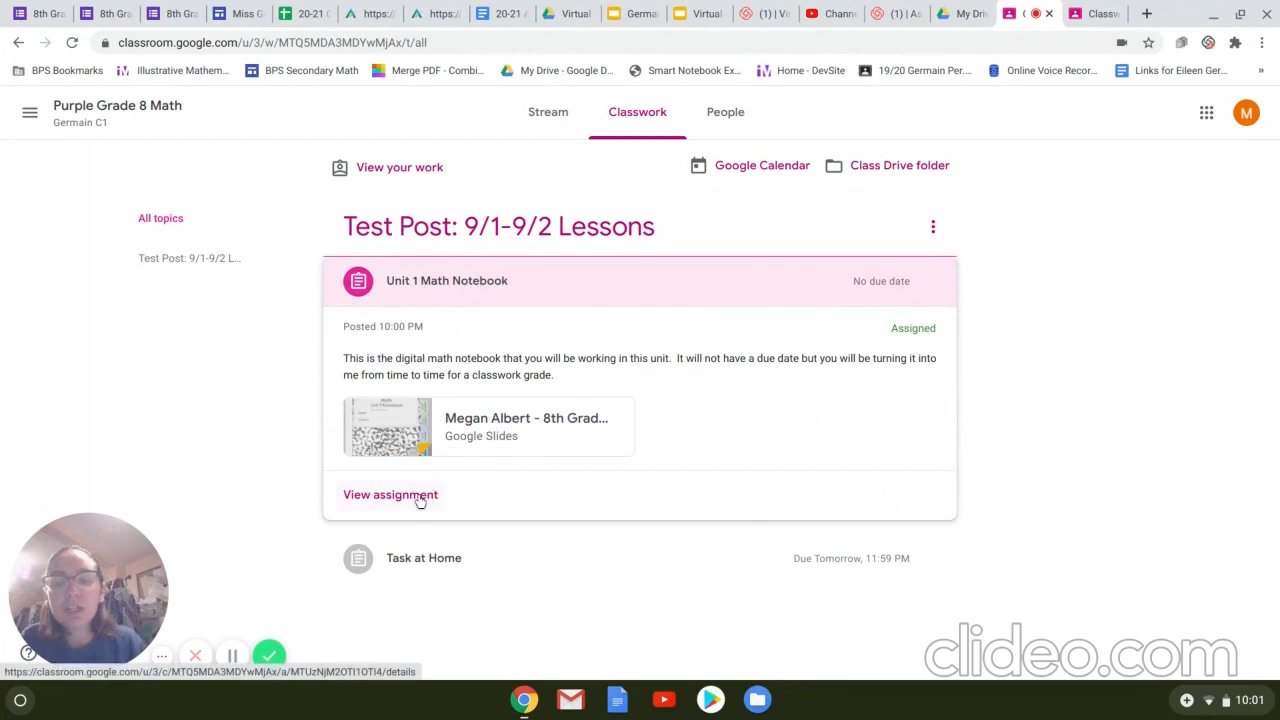 8th Gra
8th Gra
8th Gra
Miss G
20-21 C
https:/
https:/
20-21 A
Virtual
Germai
Virtual
(1) Vi
Channe
(1) As
My Driv
Classw
classroom.google.com/u/3/w/MTQ5MDA3MDYwMjAx/t/all
BPS Bookmarks
Illustrative Mathem...
BPS Secondary Math
Merge PDF - Combi...
My Drive - Google D...
Smart Notebook Ex...
Home - DevSite
19/20 Germain Per....
Online Voice Recor...
Links for Eileen Ger...
»
Purple Grade 8 Math
Germain C1
Stream
Classwork
People
M
View your work
Google Calendar
Class Drive folder
All topics
Test Post: 9/1-9/2 L...
Test Post: 9/1-9/2 Lessons
Unit 1 Math Notebook
No due date
Posted 10:00 PM
Assigned
This is the digital math notebook that you will be working in this unit.  It will not have a due date but you will be turning it into
me from time to time for a classwork grade.
Megan Albert - 8th Grad...
Google Slides
View assignment
Task at Home
Due Tomorrow, 11:59 PM
clideo.com
https://classroom.google.com/u/3/c/MTQ5MDA3MDYwMjAx/a/MTUzNjM2OTI1OTI4/details
10:01